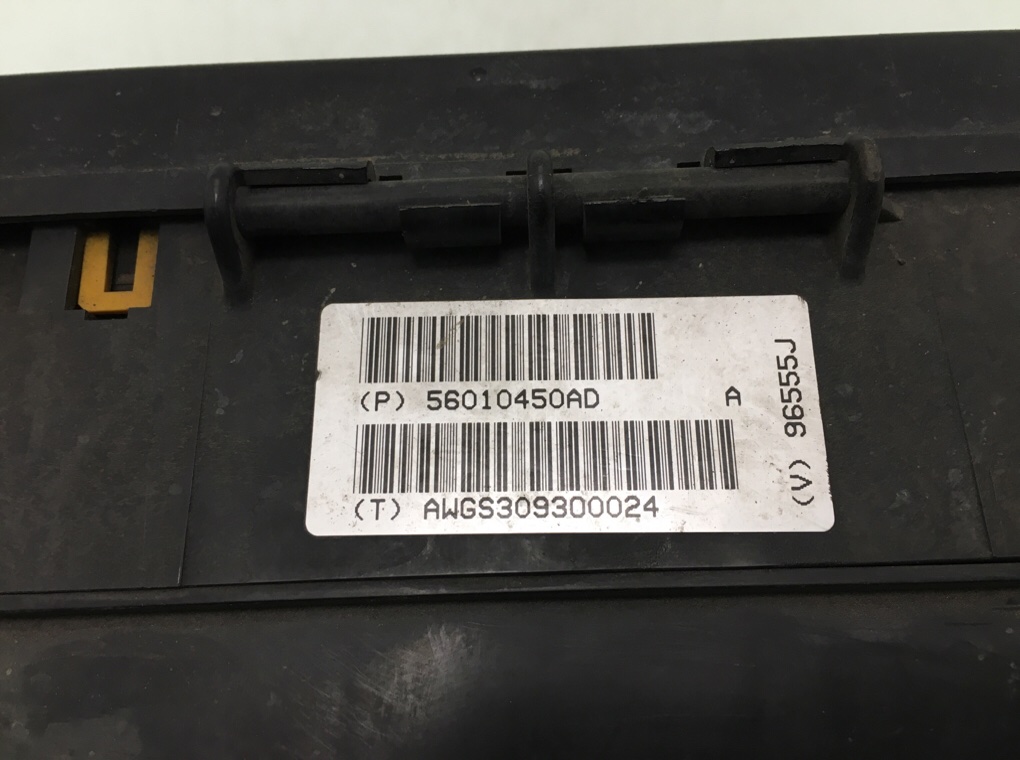 (P) 56010450AD A
(T) AWGS309300024
(V) 96555J